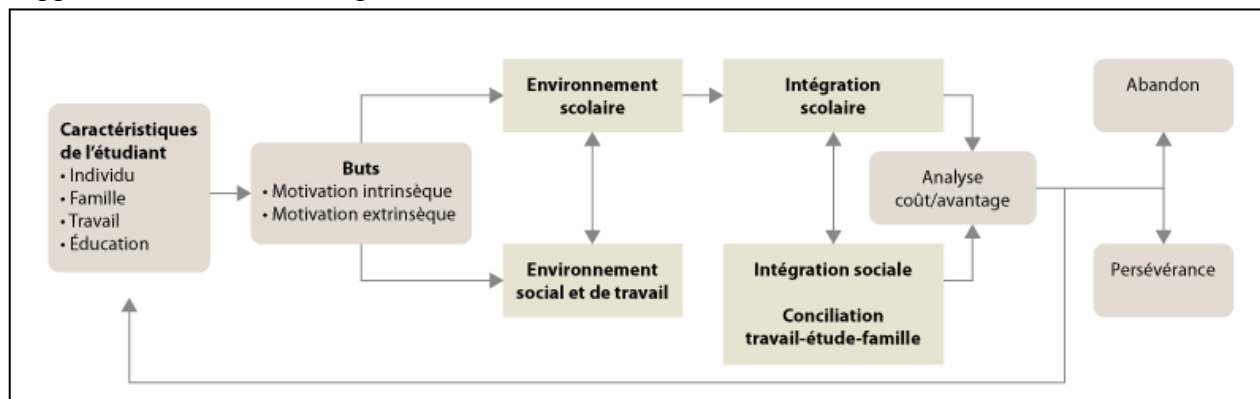 Caractéristiques
de l'étudiant
• Individu
• Famille
• Travail
• Éducation
Buts
• Motivation intrinsèque
• Motivation extrinsèque
Environnement
scolaire
Environnement
social et de travail
Intégration
scolaire
Intégration sociale
Conciliation
travail-étude-famille
Analyse
coût/avantage
Abandon
Persévérance